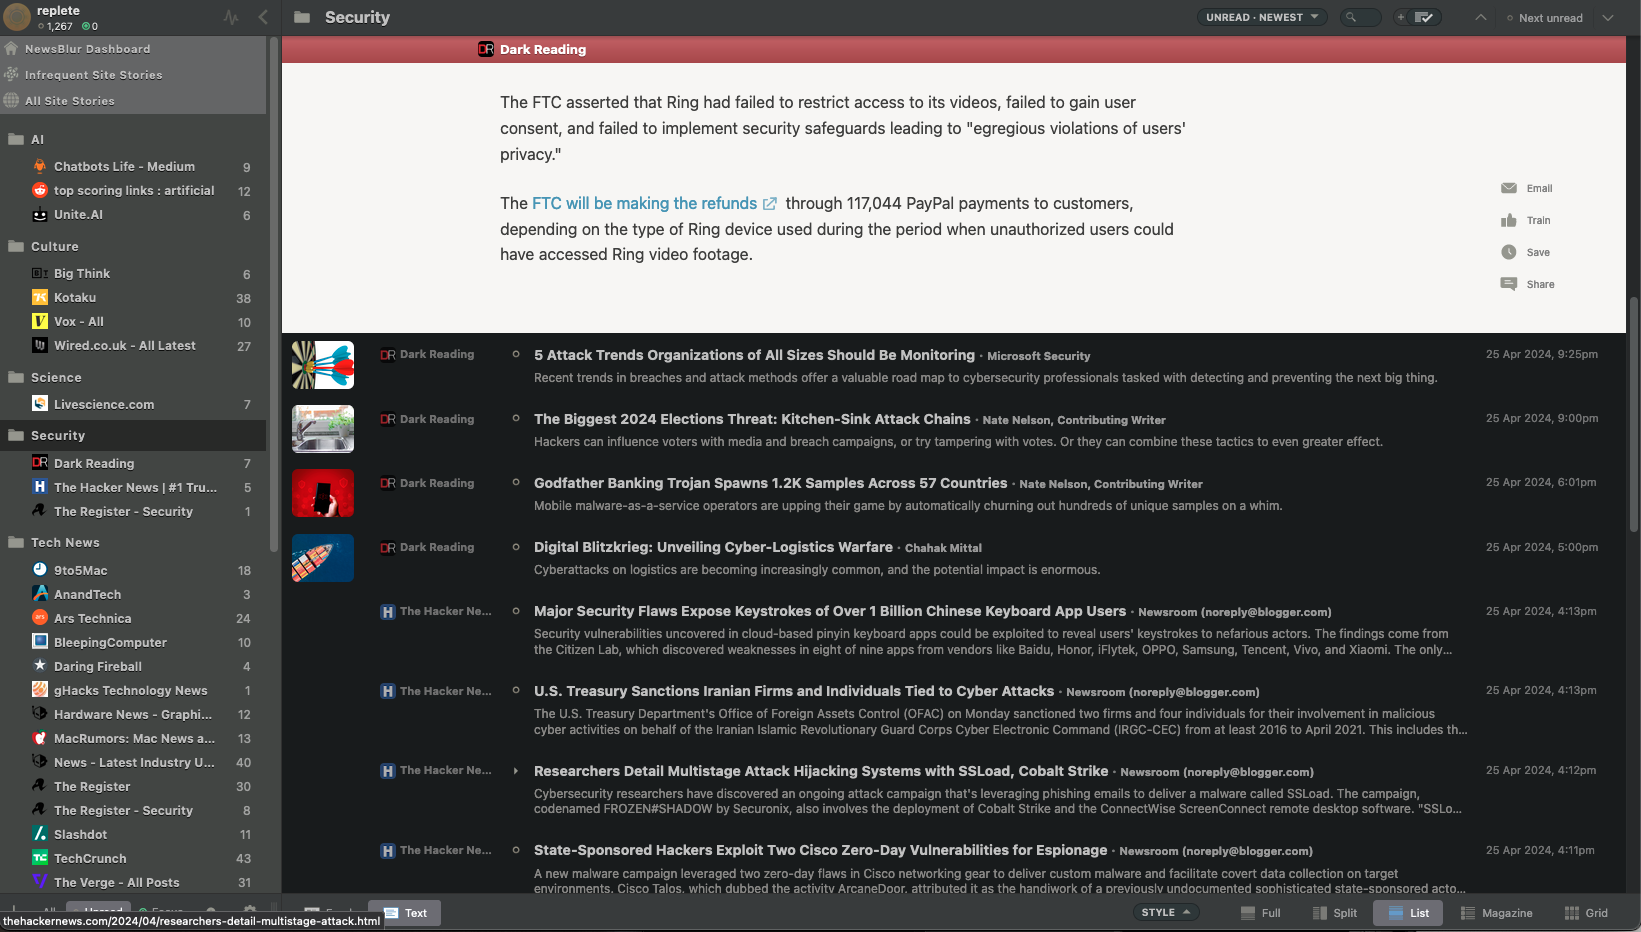 replete
1,267 0
NewsBlur Dashboard
Infrequent Site Stories
All Site Stories
AI
Chatbots Life - Medium 9
top scoring links : artificial 12
Unite.AI 6
Culture
Big Think 6
Kotaku 38
Vox - All 10
Wired.co.uk - All Latest 27
Science
Livescience.com 7
Security
Dark Reading 7
The Hacker News | #1 Tru... 5
The Register - Security 1
Tech News
9to5Mac 18
AnandTech 3
Ars Technica 24
BleepingComputer 10
Daring Fireball 4
gHacks Technology News 1
Hardware News - Graphi... 12
MacRumors: Mac News a... 13
News - Latest Industry U... 40
The Register 30
The Register - Security 8
Slashdot 11
TechCrunch 43
The Verge - All Posts 31
thehackernews.com/2024/04/researchers-detail-multistage-attack.html
Security
UNREAD · NEWEST
Next unread
DR Dark Reading
The FTC asserted that Ring had failed to restrict access to its videos, failed to gain user
consent, and failed to implement security safeguards leading to "egregious violations of users'
privacy."
The FTC will be making the refunds through 117,044 PayPal payments to customers,
depending on the type of Ring device used during the period when unauthorized users could
have accessed Ring video footage.
Email
Train
Save
Share
DR Dark Reading 5 Attack Trends Organizations of All Sizes Should Be Monitoring · Microsoft Security 25 Apr 2024, 9:25pm
Recent trends in breaches and attack methods offer a valuable road map to cybersecurity professionals tasked with detecting and preventing the next big thing.
DR Dark Reading The Biggest 2024 Elections Threat: Kitchen-Sink Attack Chains · Nate Nelson, Contributing Writer 25 Apr 2024, 9:00pm
Hackers can influence voters with media and breach campaigns, or try tampering with votes. Or they can combine these tactics to even greater effect.
DR Dark Reading Godfather Banking Trojan Spawns 1.2K Samples Across 57 Countries · Nate Nelson, Contributing Writer 25 Apr 2024, 6:01pm
Mobile malware-as-a-service operators are upping their game by automatically churning out hundreds of unique samples on a whim.
DR Dark Reading Digital Blitzkrieg: Unveiling Cyber-Logistics Warfare · Chahak Mittal 25 Apr 2024, 5:00pm
Cyberattacks on logistics are becoming increasingly common, and the potential impact is enormous.
H The Hacker Ne... Major Security Flaws Expose Keystrokes of Over 1 Billion Chinese Keyboard App Users · Newsroom (noreply@blogger.com) 25 Apr 2024, 4:13pm
Security vulnerabilities uncovered in cloud-based pinyin keyboard apps could be exploited to reveal users' keystrokes to nefarious actors. The findings come from
the Citizen Lab, which discovered weaknesses in eight of nine apps from vendors like Baidu, Honor, iFlytek, OPPO, Samsung, Tencent, Vivo, and Xiaomi. The only...
H The Hacker Ne... U.S. Treasury Sanctions Iranian Firms and Individuals Tied to Cyber Attacks · Newsroom (noreply@blogger.com) 25 Apr 2024, 4:13pm
The U.S. Treasury Department's Office of Foreign Assets Control (OFAC) on Monday sanctioned two firms and four individuals for their involvement in malicious
cyber activities on behalf of the Iranian Islamic Revolutionary Guard Corps Cyber Electronic Command (IRGC-CEC) from at least 2016 to April 2021. This includes th...
H The Hacker Ne... Researchers Detail Multistage Attack Hijacking Systems with SSLoad, Cobalt Strike · Newsroom (noreply@blogger.com) 25 Apr 2024, 4:12pm
Cybersecurity researchers have discovered an ongoing attack campaign that's leveraging phishing emails to deliver a malware called SSLoad. The campaign,
codenamed FROZEN#SHADOW by Securonix, also involves the deployment of Cobalt Strike and the ConnectWise ScreenConnect remote desktop software. "SSLo...
H The Hacker Ne... State-Sponsored Hackers Exploit Two Cisco Zero-Day Vulnerabilities for Espionage · Newsroom (noreply@blogger.com) 25 Apr 2024, 4:11pm
A new malware campaign leveraged two zero-day flaws in Cisco networking gear to deliver custom malware and facilitate covert data collection on target
environments. Cisco Talos, which dubbed the activity ArcaneDoor, attributed it as the handiwork of a previously undocumented sophisticated state-sponsored acto...
Text
STYLE
Full
Split
List
Magazine
Grid